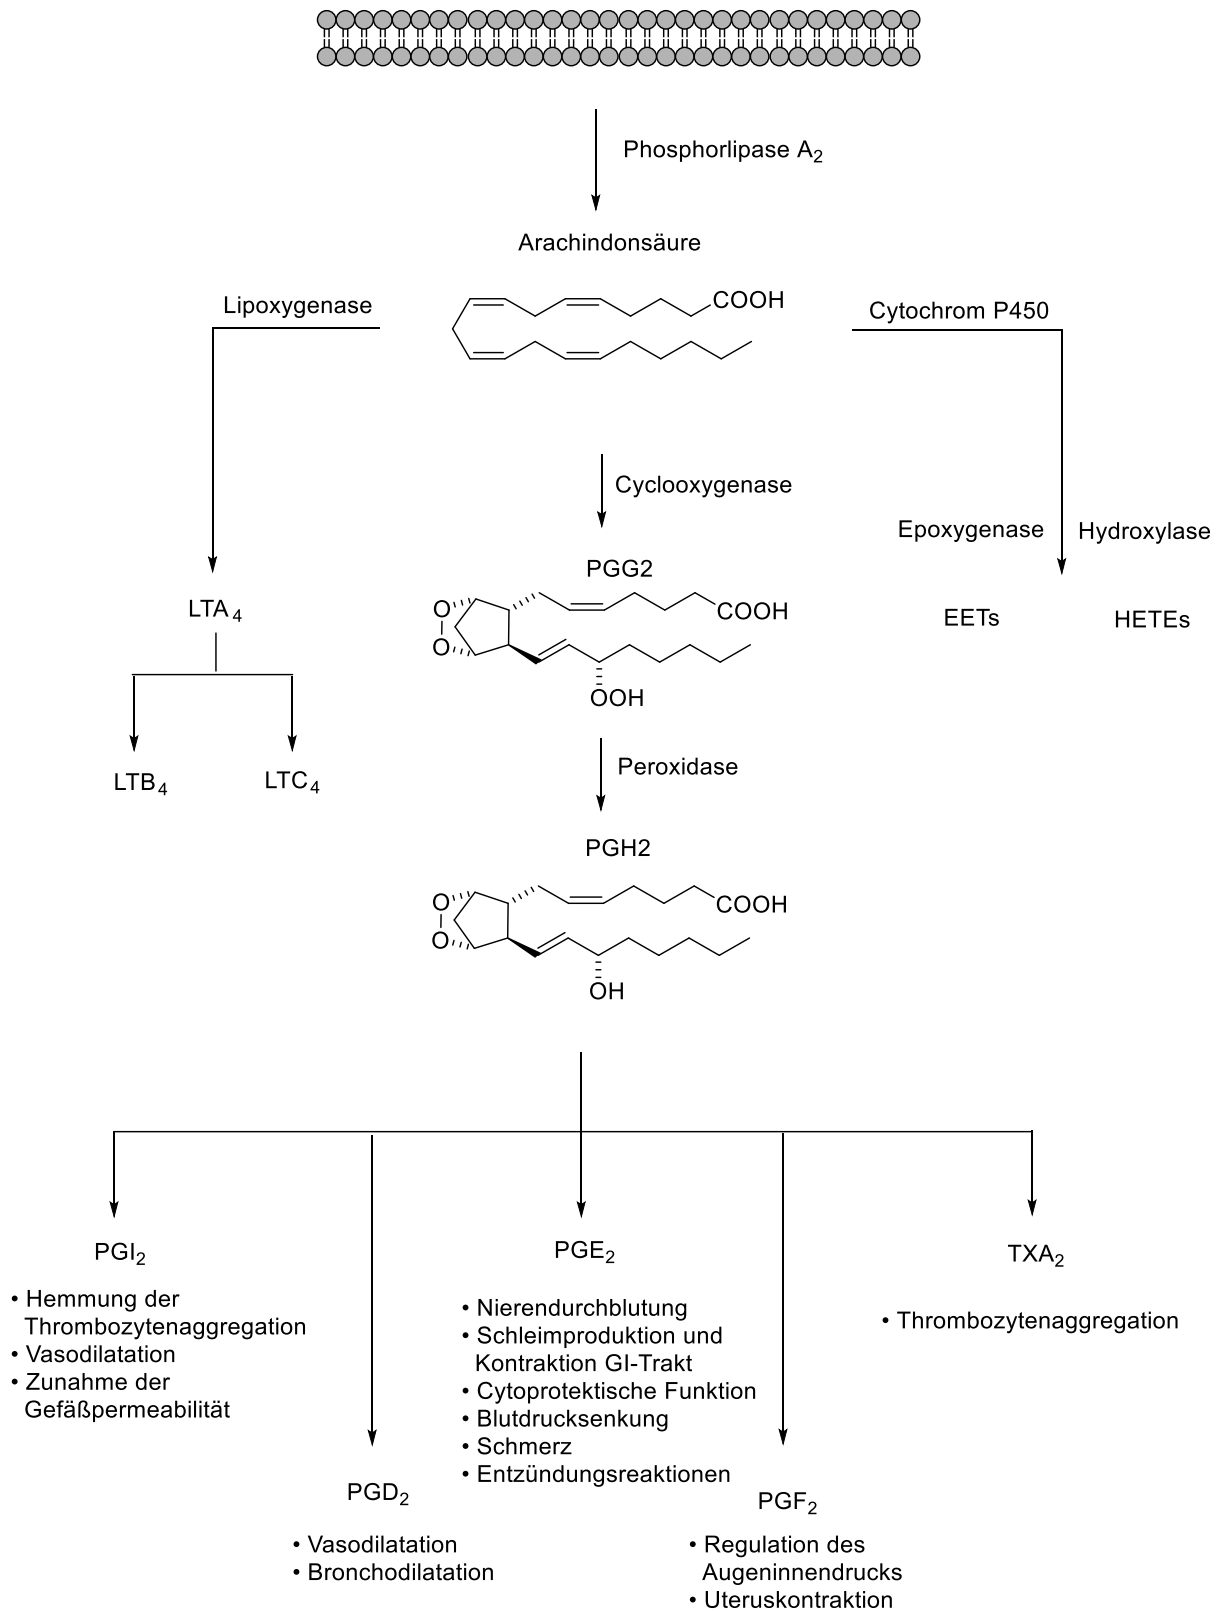 Phosphorlipase A2
Arachindonsäure
Lipoxygenase
COOH
Cytochrom P450
Cyclooxygenase
Epoxygenase
Hydroxylase
PGG2
LTA4
O
O
COOH
OOH
EETs
HETEs
Peroxidase
LTB4
LTC4
PGH2
O
O
COOH
OH
PGI2
• Hemmung der
Thrombozytenaggregation
• Vasodilatation
• Zunahme der
Gefäßpermeabilität
PGE2
• Nierendurchblutung
• Schleimproduktion und
Kontraktion GI-Trakt
• Cytoprotektische Funktion
• Blutdrucksenkung
• Schmerz
• Entzündungsreaktionen
TXA2
• Thrombozytenaggregation
PGD2
• Vasodilatation
• Bronchodilatation
PGF2
• Regulation des
Augeninnendrucks
• Uteruskontraktion